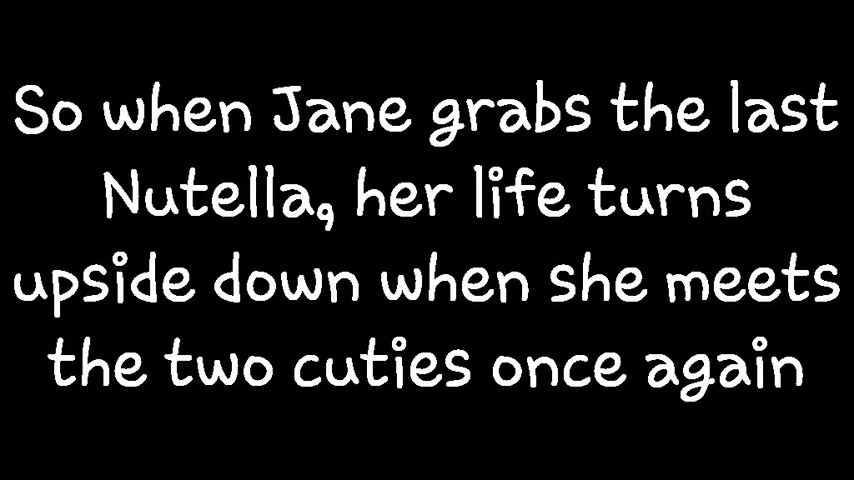 So when Jane grabs the last
Nutella, her life turns
upside down when she meets
the two cuties once again